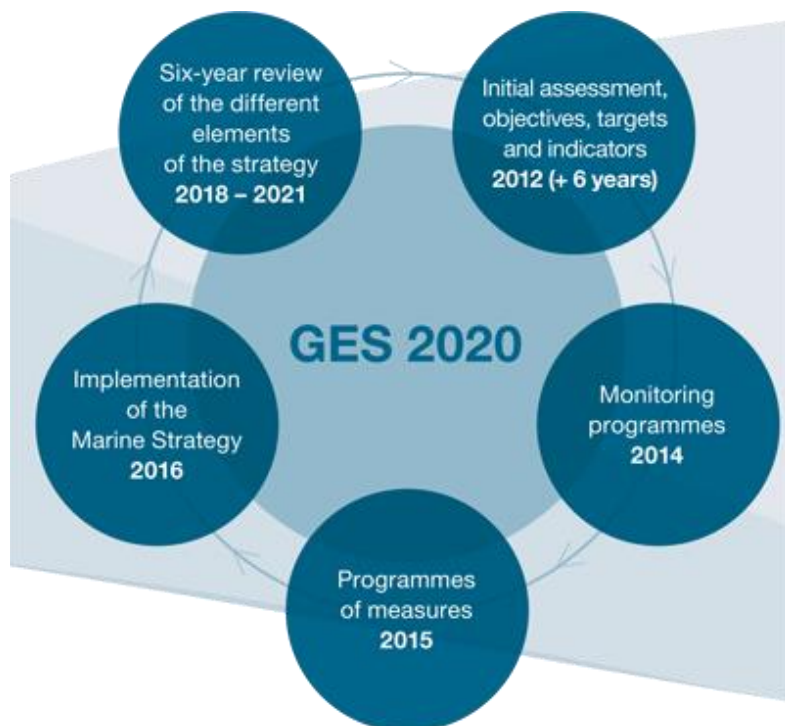 Six-year review
of the different
elements
of the strategy
2018 – 2021
Initial assessment,
objectives, targets
and indicators
2012 (+ 6 years)
GES 2020
Implementation
of the
Marine Strategy
2016
Monitoring
programmes
2014
Programmes
of measures
2015